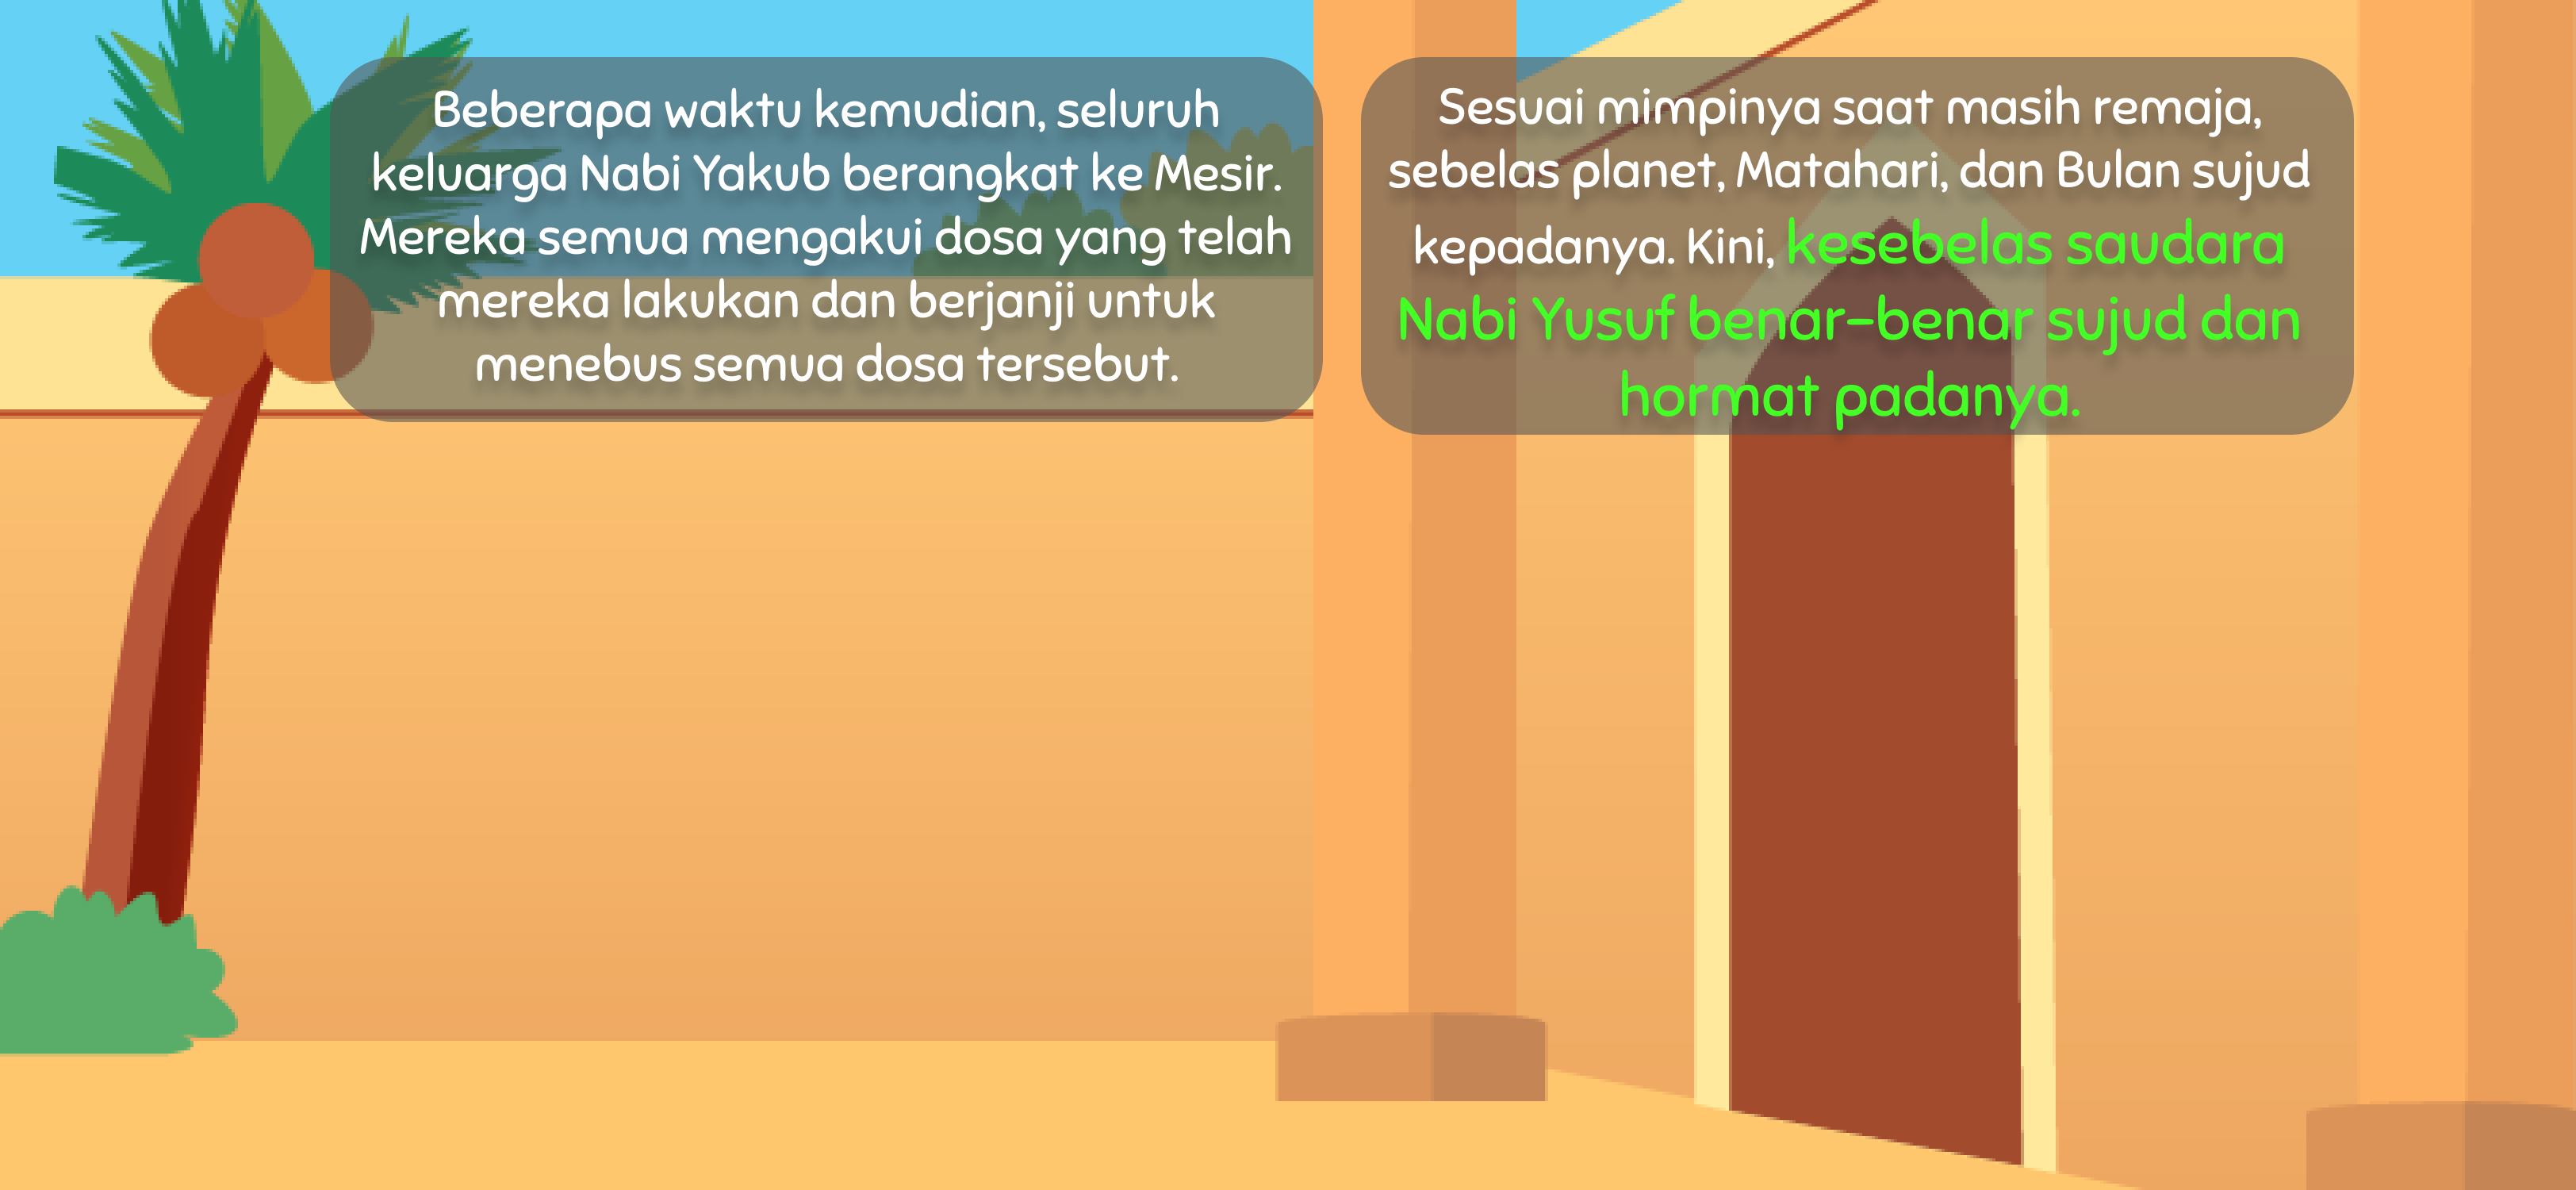 Beberapa waktu kemudian, seluruh
keluarga Nabi Yakub berangkat ke Mesir.
Mereka semua mengakui dosa yang telah
mereka lakukan dan berjanji untuk
menebus semua dosa tersebut.
Sesuai mimpinya saat masih remaja,
sebelas planet, Matahari, dan Bulan sujud
kepadanya. Kini, kesebelas saudara
Nabi Yusuf benar-benar sujud dan
hormat padanya.